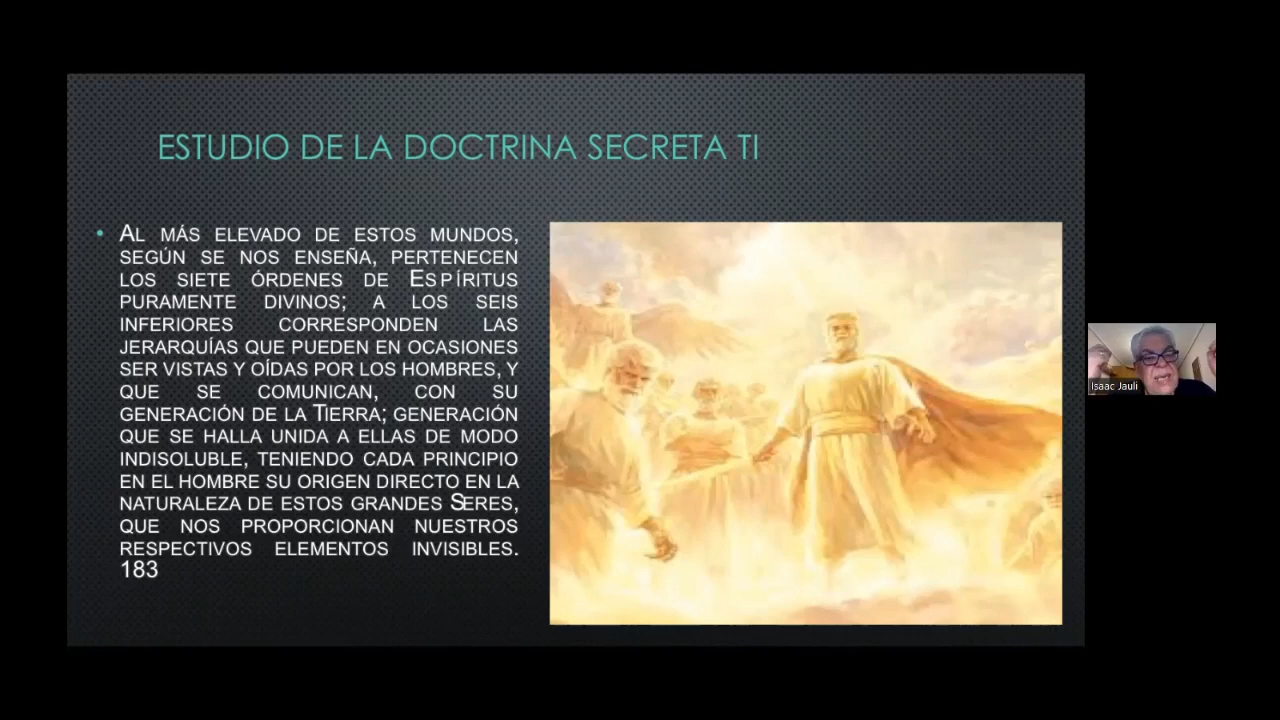 ESTUDIO DE LA DOCTRINA SECRETA TI
• AL MÁS ELEVADO DE ESTOS MUNDOS,
SEGÚN SE NOS ENSEÑA, PERTENECEN
LOS SIETE ÓRDENES DE ESPÍRITUS
PURAMENTE DIVINOS; A LOS SEIS
INFERIORES CORRESPONDEN LAS
JERARQUÍAS QUE PUEDEN EN OCASIONES
SER VISTAS Y OÍDAS POR LOS HOMBRES, Y
QUE SE COMUNICAN, CON SU
GENERACIÓN DE LA TIERRA; GENERACIÓN
QUE SE HALLA UNIDA A ELLAS DE MODO
INDISOLUBLE, TENIENDO CADA PRINCIPIO
EN EL HOMBRE SU ORIGEN DIRECTO EN LA
NATURALEZA DE ESTOS GRANDES SERES,
QUE NOS PROPORCIONAN NUESTROS
RESPECTIVOS ELEMENTOS INVISIBLES.
183
Isaac Jauli